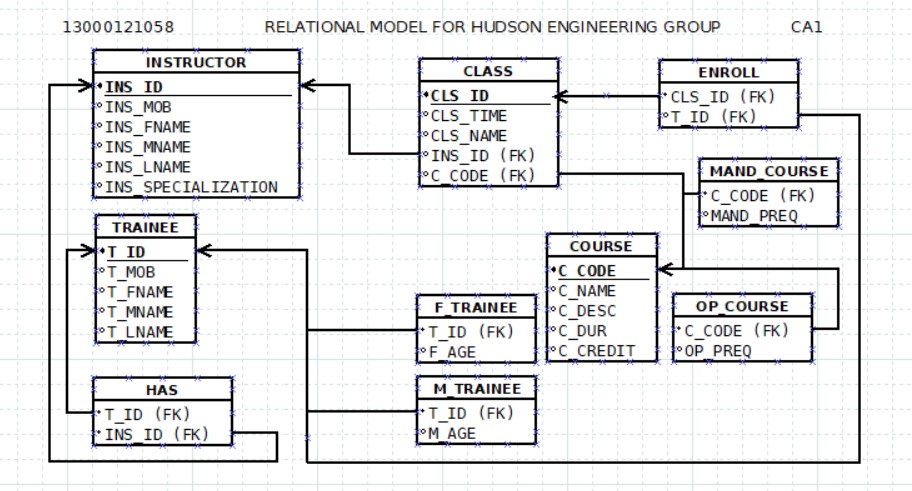 13000121058 RELATIONAL MODEL FOR HUDSON ENGINEERING GROUP CA1
INSTRUCTOR
INS_ID
INS_MOB
INS_FNAME
INS_MNAME
INS_LNAME
INS_SPECIALIZATION
CLASS
CLS_ID
CLS_TIME
CLS_NAME
INS_ID (FK)
C_CODE (FK)
ENROLL
CLS_ID (FK)
T_ID (FK)
MAND_COURSE
C_CODE (FK)
MAND_PREQ
TRAINEE
T_ID
T_MOB
T_FNAME
T_MNAME
T_LNAME
COURSE
C_CODE
C_NAME
C_DESC
C_DUR
C_CREDIT
F_TRAINEE
T_ID (FK)
F_AGE
OP_COURSE
C_CODE (FK)
OP_PREQ
HAS
T_ID (FK)
INS_ID (FK)
M_TRAINEE
T_ID (FK)
M_AGE